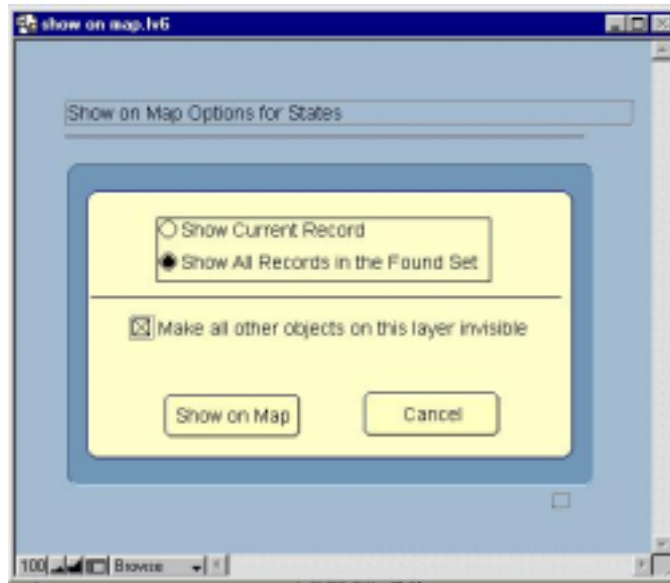 show on map.lv6
Show on Map Options for States
Show Current Record
Show All Records in the Found Set
Make all other objects on this layer invisible
Show on Map
Cancel
100
Browse